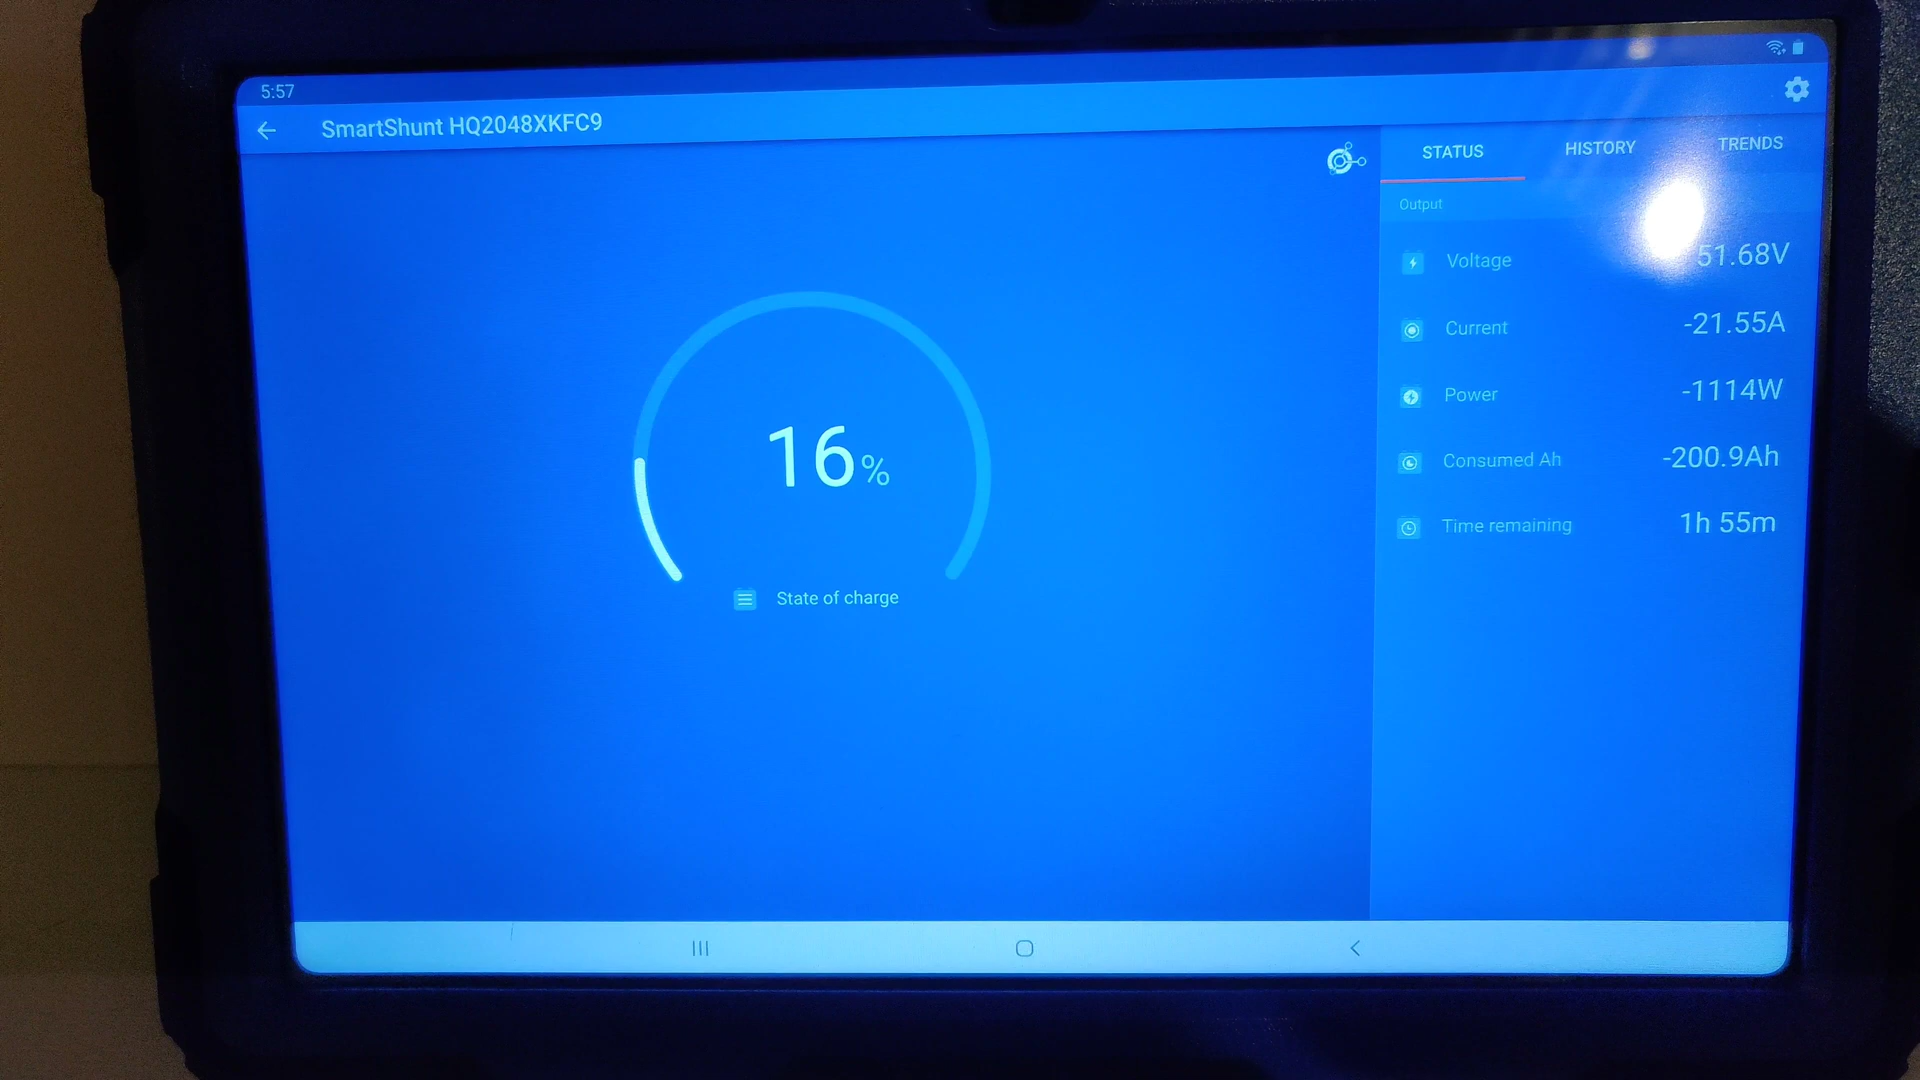 5:57
SmartShunt HQ2048XKFC9
STATUS HISTORY TRENDS
Output
Voltage 51.68V
Current -21.55A
Power -1114W
Consumed Ah -200.9Ah
Time remaining 1h 55m
16%
State of charge